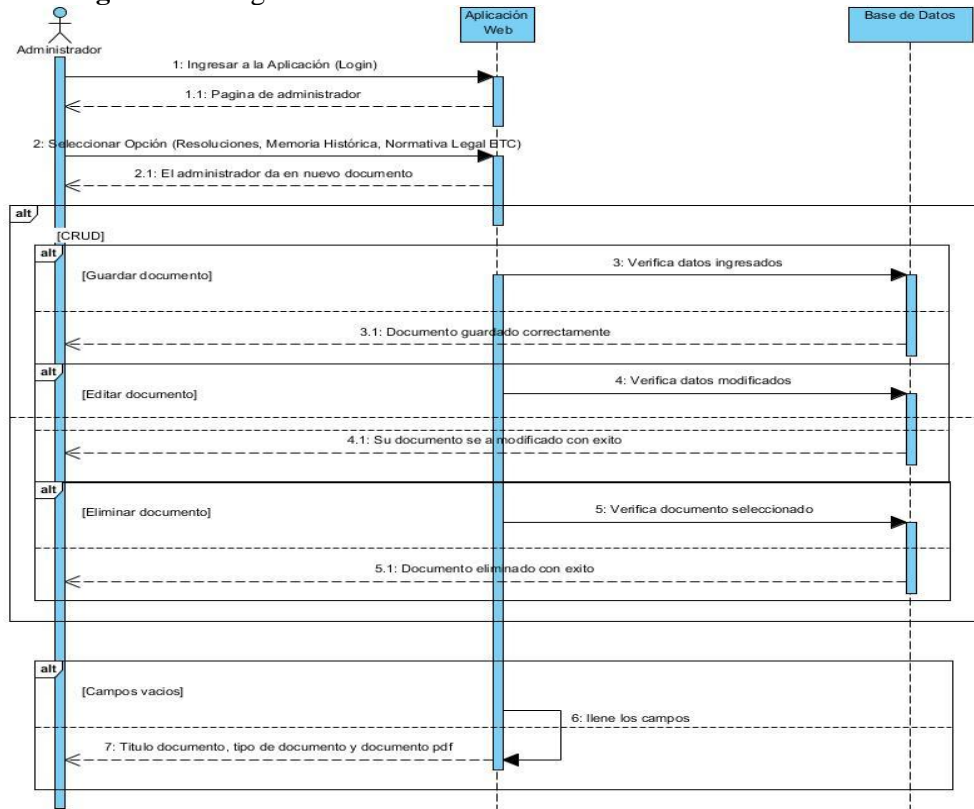 Administrador
Aplicación
Web
Base de Datos
1: Ingresar a la Aplicación (Login)
1.1: Pagina de administrador
2: Seleccionar Opción (Resoluciones, Memoria Histórica, Normativa Legal BTC)
2.1: El administrador da en nuevo documento
alt
[CRUD]
alt
[Guardar documento]
3: Verifica datos ingresados
3.1: Documento guardado correctamente
alt
[Editar documento]
4: Verifica datos modificados
4.1: Su documento se a modificado con exito
alt
[Eliminar documento]
5: Verifica documento seleccionado
5.1: Documento eliminado con exito
alt
[Campos vacios]
6: llene los campos
7: Titulo documento, tipo de documento y documento pdf